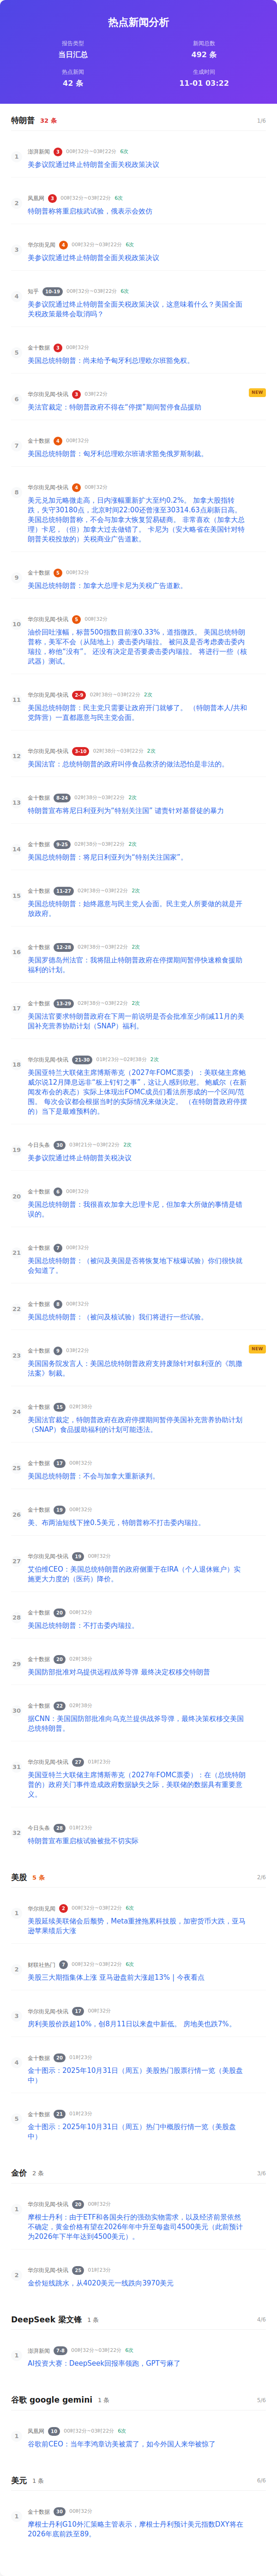 热点新闻分析
报告类型
新闻总数
当日汇总
492 条
热点新闻
生成时间
42 条
11-01 03:22
特朗普 32 条 1/6
1
澎湃新闻 3 00时32分~03时22分 6次
美参议院通过终止特朗普全面关税政策决议
2
凤凰网 3 00时32分~03时22分 6次
特朗普称将重启核武试验，俄表示会效仿
3
华尔街见闻 4 00时32分~03时22分 6次
美参议院通过终止特朗普全面关税政策决议
4
知乎 10-19 00时32分~03时22分 6次
美参议院通过终止特朗普全面关税政策决议，这意味着什么？美国全面
关税政策最终会取消吗？
5
金十数据 3 00时32分
美国总统特朗普：尚未给予匈牙利总理欧尔班豁免权。
6
华尔街见闻-快讯 3 03时22分 NEW
美法官裁定：特朗普政府不得在“停摆”期间暂停食品援助
7
金十数据 4 00时32分
美国总统特朗普：匈牙利总理欧尔班请求豁免俄罗斯制裁。
8
华尔街见闻-快讯 4 00时32分
美元兑加元略微走高，日内涨幅重新扩大至约0.2%。 加拿大股指转
跌，失守30180点，北京时间22:00还曾涨至30314.63点刷新日高。
美国总统特朗普称，不会与加拿大恢复贸易磋商。 非常喜欢（加拿大总
理）卡尼，（但）加拿大过去做错了。 卡尼为（安大略省在美国针对特
朗普关税投放的）关税商业广告道歉。
9
金十数据 5 00时32分
美国总统特朗普：加拿大总理卡尼为关税广告道歉。
10
华尔街见闻-快讯 5 00时32分
油价回吐涨幅，标普500指数目前涨0.33%，道指微跌。 美国总统特
朗普称，美军不会（从陆地上）袭击委内瑞拉。 被问及是否考虑袭击委内
瑞拉，称他“没有”。 还没有决定是否要袭击委内瑞拉。 将进行一些（核
武器）测试。
11
华尔街见闻-快讯 2-9 02时38分~03时22分 2次
美国总统特朗普：民主党只需要让政府开门就够了。 （特朗普本人/共和
党阵营）一直都愿意与民主党会面。
12
华尔街见闻-快讯 3-10 02时38分~03时22分 2次
美国法官：总统特朗普的政府叫停食品救济的做法恐怕是非法的。
13
金十数据 8-24 02时38分~03时22分 2次
特朗普宣布将尼日利亚列为“特别关注国” 谴责针对基督徒的暴力
14
金十数据 9-25 02时38分~03时22分 2次
美国总统特朗普：将尼日利亚列为“特别关注国家”。
15
金十数据 11-27 02时38分~03时22分 2次
美国总统特朗普：始终愿意与民主党人会面。民主党人所要做的就是开
放政府。
16
金十数据 12-28 02时38分~03时22分 2次
美国罗德岛州法官：我将阻止特朗普政府在停摆期间暂停快速粮食援助
福利的计划。
17
金十数据 13-29 02时38分~03时22分 2次
美国法官要求特朗普政府在下周一前说明是否会批准至少削减11月的美
国补充营养协助计划（SNAP）福利。
18
华尔街见闻-快讯 21-30 01时23分~02时38分 2次
美国亚特兰大联储主席博斯蒂克（2027年FOMC票委）：美联储主席鲍
威尔说12月降息远非“板上钉钉之事”，这让人感到欣慰。 鲍威尔（在新
闻发布会的表态）实际上体现出FOMC成员们看法所形成的一个区间/范
围。 每次会议都会根据当时的实际情况来做决定。 （在特朗普政府停摆
的）当下是最难预料的。
19
今日头条 30 01时21分~03时22分 2次
美参议院通过终止特朗普关税决议
20
金十数据 6 00时32分
美国总统特朗普：我很喜欢加拿大总理卡尼，但加拿大所做的事情是错
误的。
21
金十数据 7 00时32分
美国总统特朗普：（被问及美国是否将恢复地下核爆试验）你们很快就
会知道了。
22
金十数据 8 00时32分
美国总统特朗普：（被问及核试验）我们将进行一些试验。
23
金十数据 9 03时22分 NEW
美国国务院发言人：美国总统特朗普政府支持废除针对叙利亚的《凯撒
法案》制裁。
24
金十数据 15 02时38分
美国法官裁定，特朗普政府在政府停摆期间暂停美国补充营养协助计划
（SNAP）食品援助福利的计划可能违法。
25
金十数据 17 00时32分
美国总统特朗普：不会与加拿大重新谈判。
26
金十数据 19 00时32分
美、布两油短线下挫0.5美元，特朗普称不打击委内瑞拉。
27
华尔街见闻-快讯 19 00时32分
艾伯维CEO：美国总统特朗普的政府侧重于在IRA（个人退休账户）实
施更大力度的（医药）降价。
28
金十数据 20 00时32分
美国总统特朗普：不打击委内瑞拉。
29
金十数据 20 02时38分
美国防部批准对乌提供远程战斧导弹 最终决定权移交特朗普
30
金十数据 22 02时38分
据CNN：美国国防部批准向乌克兰提供战斧导弹，最终决策权移交美国
总统特朗普。
31
华尔街见闻-快讯 27 01时23分
美国亚特兰大联储主席博斯蒂克（2027年FOMC票委）：在（总统特朗
普的）政府关门事件造成政府数据缺失之际，美联储的数据具有重要意
义。
32
今日头条 28 01时23分
特朗普宣布重启核试验被批不切实际
美股 5 条 2/6
1
华尔街见闻 2 00时32分~03时22分 6次
美股延续美联储会后颓势，Meta重挫拖累科技股，加密货币大跌，亚马
逊苹果绩后大涨
2
财联社热门 7 00时32分~03时22分 6次
美股三大期指集体上涨 亚马逊盘前大涨超13% | 今夜看点
3
华尔街见闻-快讯 17 00时32分
房利美股价跌超10%，创8月11日以来盘中新低。 房地美也跌7%。
4
金十数据 20 01时23分
金十图示：2025年10月31日（周五）美股热门股票行情一览（美股盘
中）
5
金十数据 21 01时23分
金十图示：2025年10月31日（周五）热门中概股行情一览（美股盘
中）
金价 2 条 3/6
1
华尔街见闻-快讯 20 00时32分
摩根士丹利：由于ETF和各国央行的强劲实物需求，以及经济前景依然
不确定，黄金价格有望在2026年年中升至每盎司4500美元（此前预计
为2026年下半年达到4500美元）。
2
华尔街见闻-快讯 25 01时23分
金价短线跳水，从4020美元一线跌向3970美元
DeepSeek 梁文锋 1 条 4/6
1
澎湃新闻 7-8 00时32分~03时22分 6次
AI投资大赛：DeepSeek回报率领跑，GPT亏麻了
谷歌 google gemini 1 条 5/6
1
凤凰网 10 00时32分~03时22分 6次
谷歌前CEO：当年李鸿章访美被震了，如今外国人来华被惊了
美元 1 条 6/6
1
金十数据 30 00时32分
摩根士丹利G10外汇策略主管表示，摩根士丹利预计美元指数DXY将在
2026年底前跌至89。